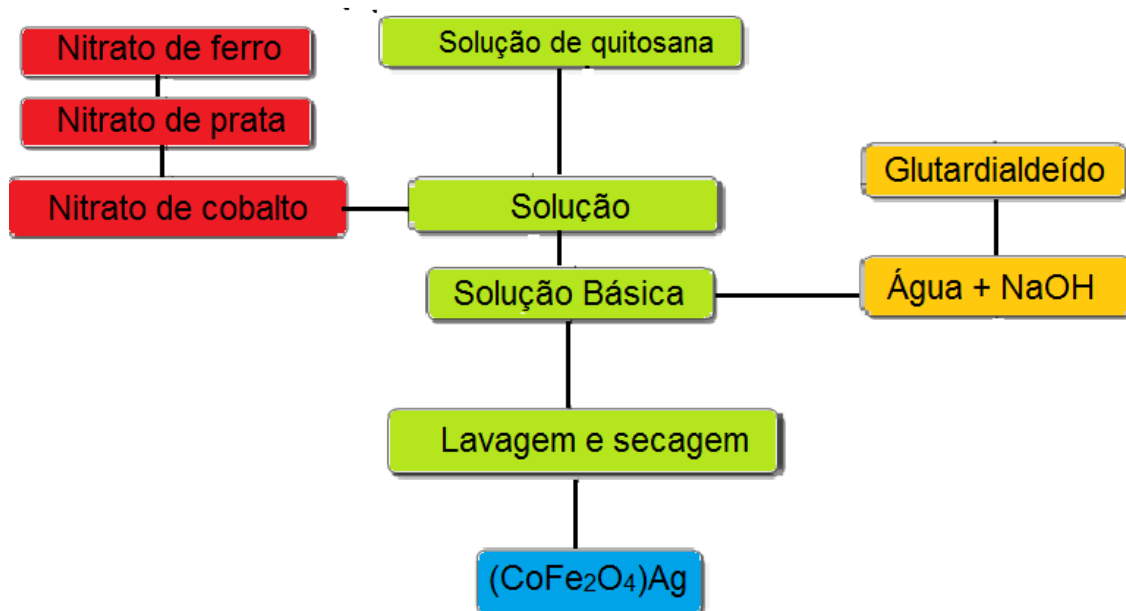 Nitrato de ferro
Solução de quitosana
Nitrato de prata
Glutardialdeído
Nitrato de cobalto
Solução
Solução Básica
Água + NaOH
Lavagem e secagem
(CoFe₂O₄)Ag